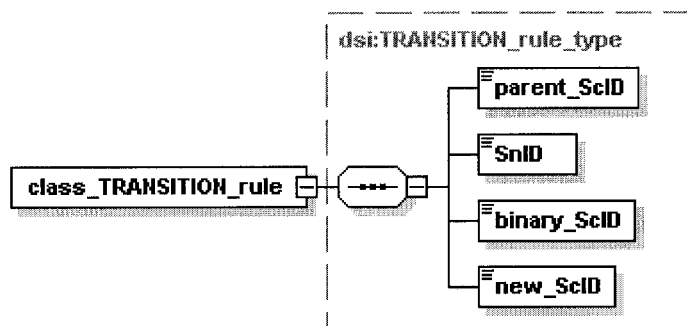 dsi:TRANSITION_rule_type
parent_ScID
SnID
class_TRANSITION_rule
binary_ScID
new_ScID